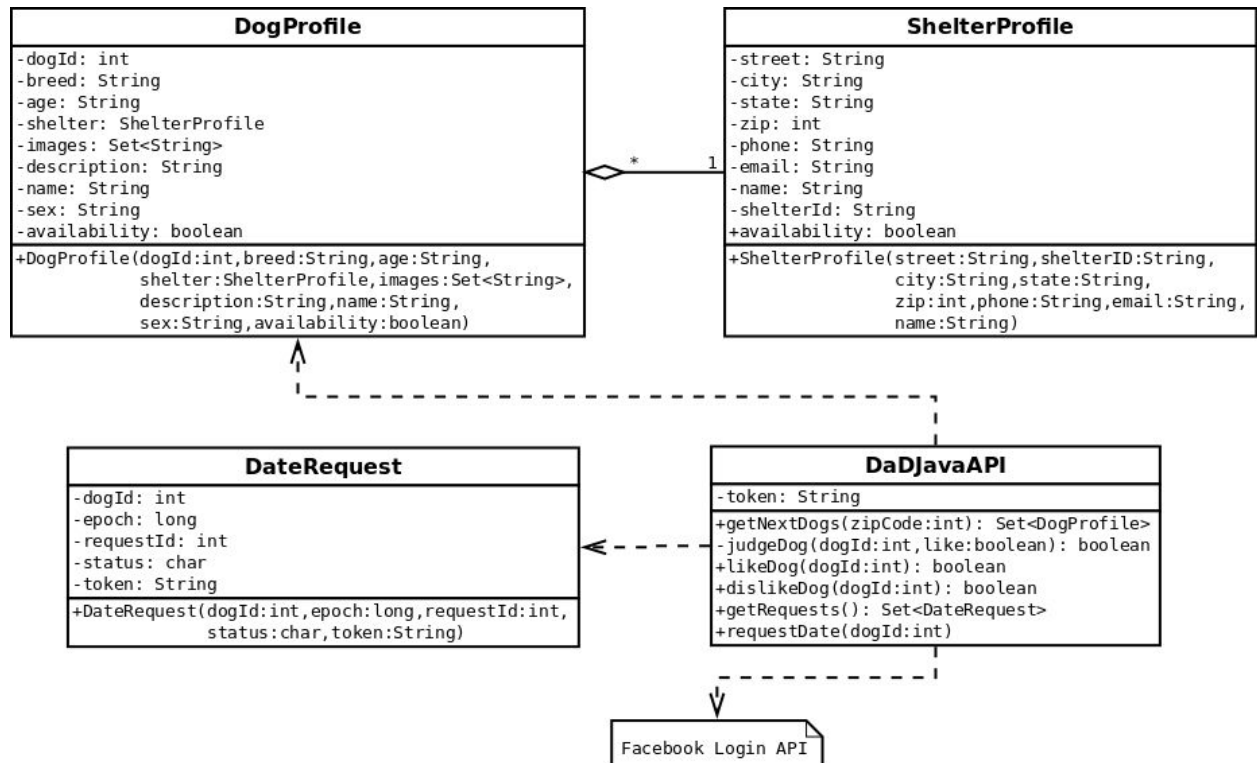 DogProfile
-dogId: int
-breed: String
-age: String
-shelter: ShelterProfile
-images: Set<String>
-description: String
-name: String
-sex: String
-availability: boolean
+DogProfile(dogId:int,breed:String,age:String,
shelter:ShelterProfile,images:Set<String>,
description:String,name:String,
sex:String,availability:boolean)
* 1
ShelterProfile
-street: String
-city: String
-state: String
-zip: int
-phone: String
-email: String
-name: String
-shelterId: String
+availability: boolean
+ShelterProfile(street:String,shelterID:String,
city:String,state:String,
zip:int,phone:String,email:String,
name:String)
DateRequest
-dogId: int
-epoch: long
-requestId: int
-status: char
-token: String
+DateRequest(dogId:int,epoch:long,requestId:int,
status:char,token:String)
DaDJavaAPI
-token: String
+getNextDogs(zipCode:int): Set<DogProfile>
-judgeDog(dogId:int,like:boolean): boolean
+likeDog(dogId:int): boolean
+dislikeDog(dogId:int): boolean
+getRequests(): Set<DateRequest>
+requestDate(dogId:int)
Facebook Login API